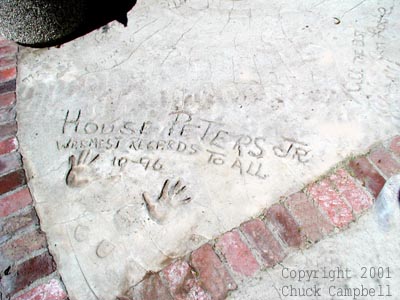 HOUSE PETERS JR.
WARMEST REGARDS TO ALL
10-96
Copyright 2001
Chuck Campbell